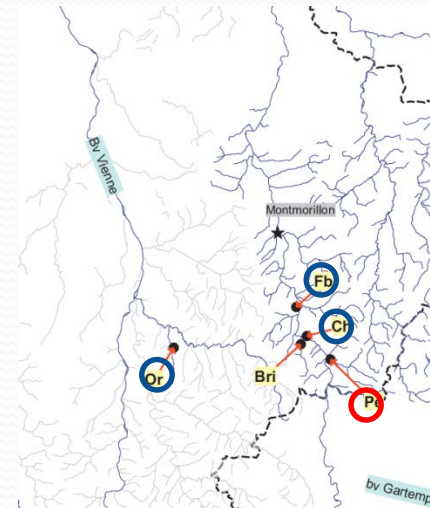 Bv Vienne
Montmorillon
Fb
Ch
Bri
Or
Pe
bv Gartemp